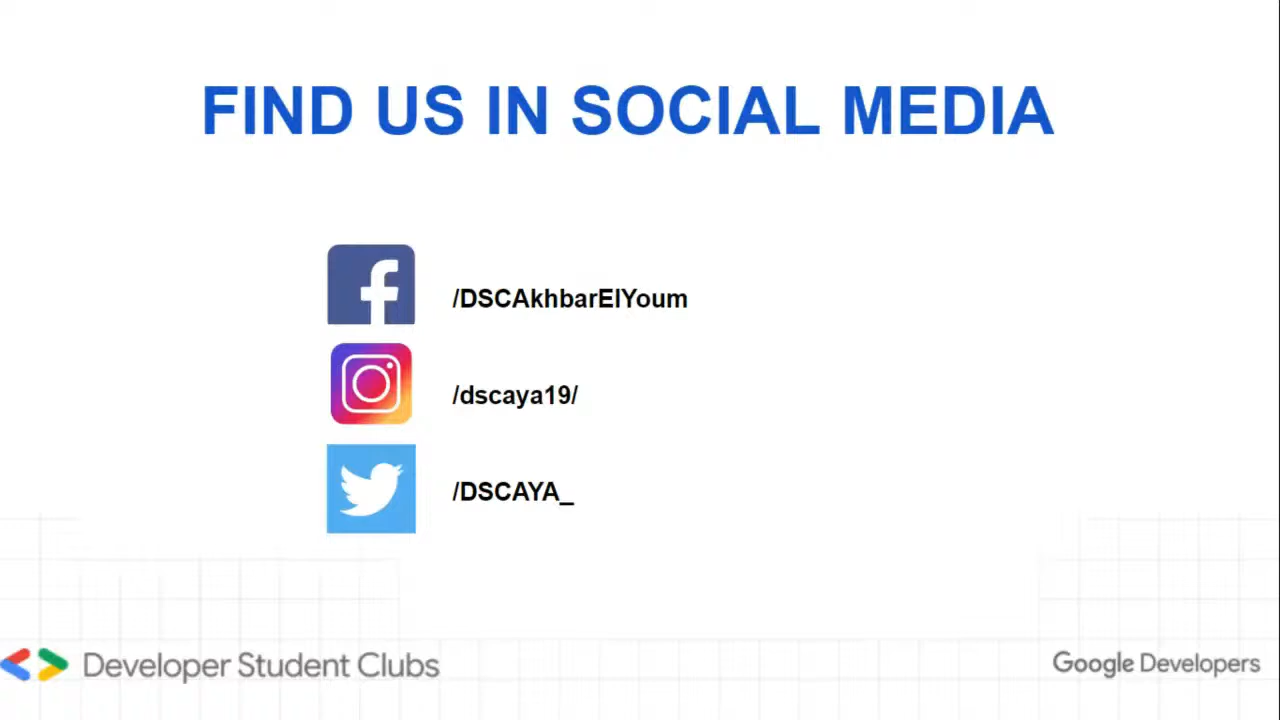 FIND US IN SOCIAL MEDIA
/DSCAkhbarElYoum
/dscaya19/
/DSCAYA_
Developer Student Clubs
Google Developers